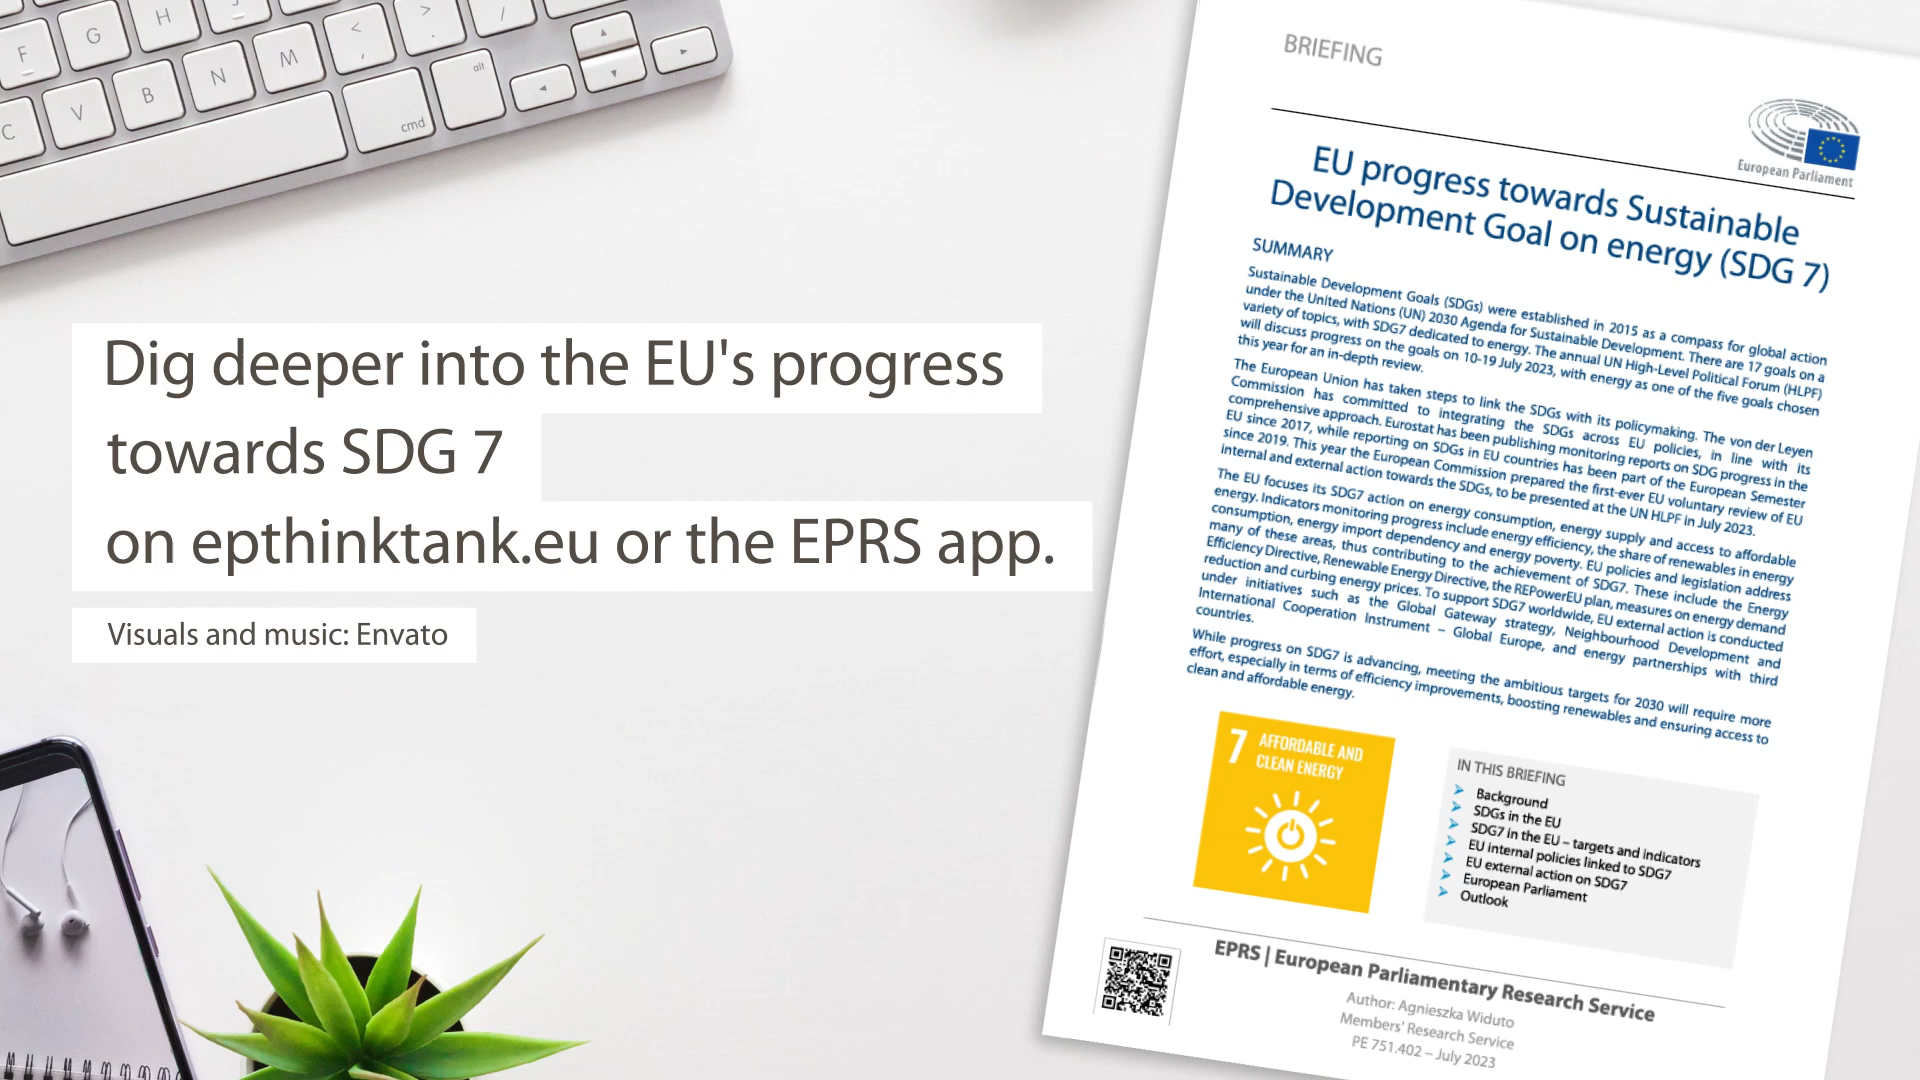 F
G
H
J
<
,
>
.
/
C
V
B
N
M
alt
cmd
Dig deeper into the EU's progress
towards SDG 7
on epthinktank.eu or the EPRS app.
Visuals and music: Envato
BRIEFING
European Parliament
EU progress towards Sustainable
Development Goal on energy (SDG 7)
SUMMARY
Sustainable Development Goals (SDGs) were established in 2015 as a compass for global action
under the United Nations (UN) 2030 Agenda for Sustainable Development. There are 17 goals on a
variety of topics, with SDG7 dedicated to energy. The annual UN High-Level Political Forum (HLPF)
will discuss progress on the goals on 10-19 July 2023, with energy as one of the five goals chosen
this year for an in-depth review.
The European Union has taken steps to link the SDGs with its policymaking. The von der Leyen
Commission has committed to integrating the SDGs across EU policies, in line with its
comprehensive approach. Eurostat has been publishing monitoring reports on SDG progress in the
EU since 2017, while reporting on SDGs in EU countries has been part of the European Semester
since 2019. This year the European Commission prepared the first-ever EU voluntary review of EU
internal and external action towards the SDGs, to be presented at the UN HLPF in July 2023.
The EU focuses its SDG7 action on energy consumption, energy supply and access to affordable
energy. Indicators monitoring progress include energy efficiency, the share of renewables in energy
consumption, energy import dependency and energy poverty. EU policies and legislation address
many of these areas, thus contributing to the achievement of SDG7. These include the Energy
Efficiency Directive, Renewable Energy Directive, the REPowerEU plan, measures on energy demand
reduction and curbing energy prices. To support SDG7 worldwide, EU external action is conducted
under initiatives such as the Global Gateway strategy, Neighbourhood Development and
International Cooperation Instrument – Global Europe, and energy partnerships with third
countries.
While progress on SDG7 is advancing, meeting the ambitious targets for 2030 will require more
effort, especially in terms of efficiency improvements, boosting renewables and ensuring access to
clean and affordable energy.
7 AFFORDABLE AND
CLEAN ENERGY
IN THIS BRIEFING
Background
SDGs in the EU
SDG7 in the EU – targets and indicators
EU internal policies linked to SDG7
EU external action on SDG7
European Parliament
Outlook
EPRS | European Parliamentary Research Service
Author: Agnieszka Widuto
Members' Research Service
PE 751.402 – July 2023